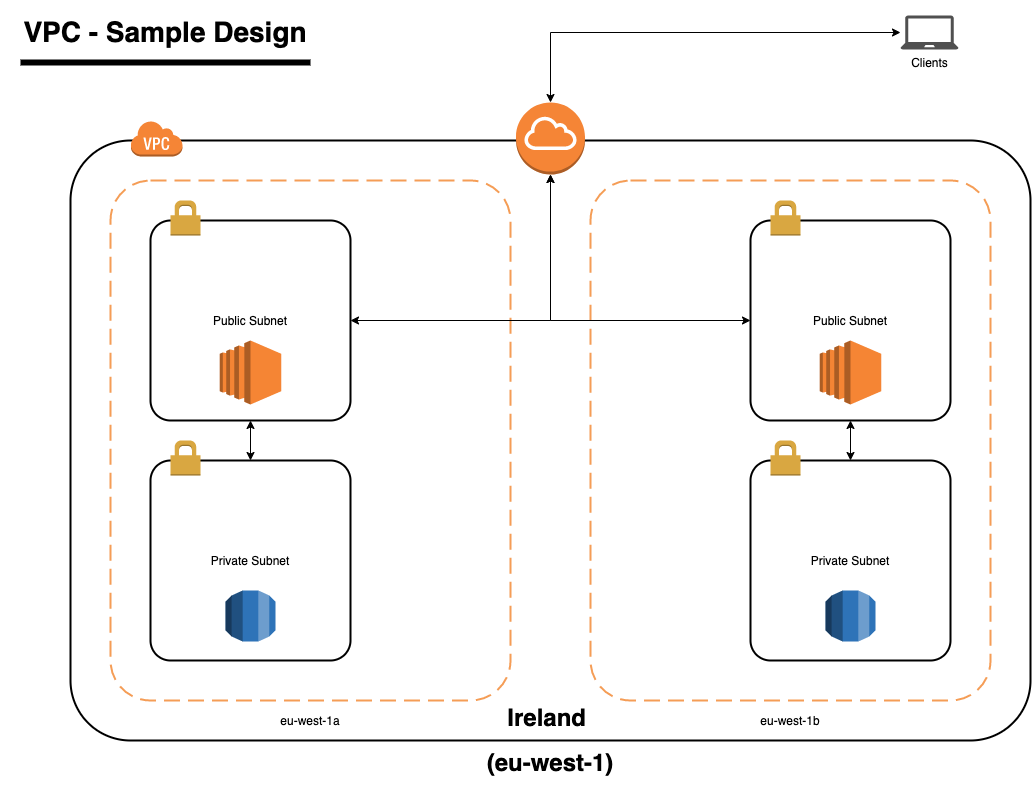 VPC - Sample Design
Clients
VPC
Public Subnet
Public Subnet
Private Subnet
Private Subnet
eu-west-1a
Ireland
eu-west-1b
(eu-west-1)